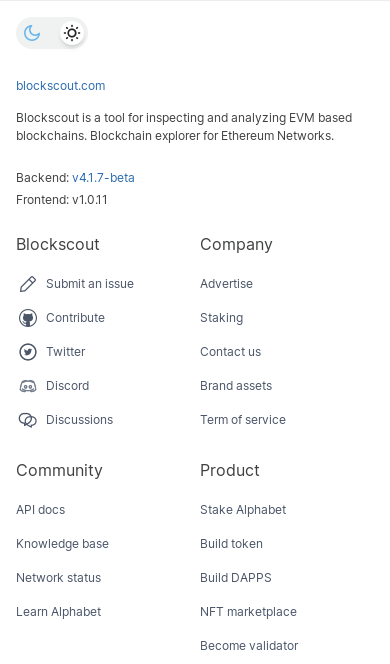 blockscout.com
Blockscout is a tool for inspecting and analyzing EVM based
blockchains. Blockchain explorer for Ethereum Networks.
Backend: v4.1.7-beta
Frontend: v1.0.11
Blockscout
Submit an issue
Contribute
Twitter
Discord
Discussions
Company
Advertise
Staking
Contact us
Brand assets
Term of service
Community
API docs
Knowledge base
Network status
Learn Alphabet
Product
Stake Alphabet
Build token
Build DAPPS
NFT marketplace
Become validator